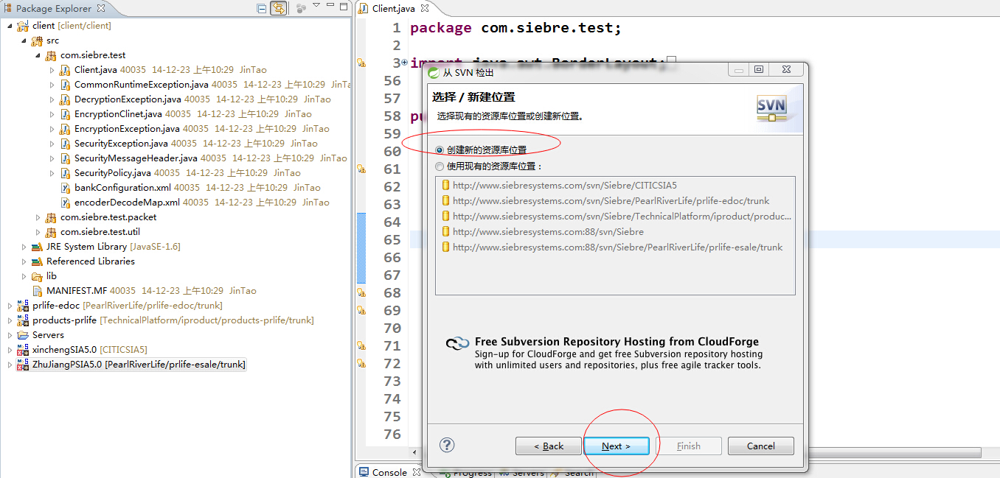 Package Explorer
client [client/client]
src
com.siebre.test
Client.java 40035 14-12-23 上午10:29 JinTao
CommonRuntimeException.java 40035 14-12-23 上午10:29 JinTa
DecryptionException.java 40035 14-12-23 上午10:29 JinTao
EncryptionClinet.java 40035 14-12-23 上午10:29 JinTao
EncryptionException.java 40035 14-12-23 上午10:29 JinTao
SecurityException.java 40035 14-12-23 上午10:29 JinTao
SecurityMessageHeader.java 40035 14-12-23 上午10:29 JinTao
SecurityPolicy.java 40035 14-12-23 上午10:29 JinTao
bankConfiguration.xml 40035 14-12-23 上午10:29 JinTao
encoderDecodeMap.xml 40035 14-12-23 上午10:29 JinTao
com.siebre.test.packet
com.siebre.test.util
JRE System Library [JavaSE-1.6]
Referenced Libraries
lib
MANIFEST.MF 40035 14-12-23 上午10:29 JinTao
prlife-edoc [PearlRiverLife/prlife-edoc/trunk]
products-prlife [TechnicalPlatform/iproduct/products-prlife/trunk]
Servers
xinchengSIA5.0 [CITICSIA5]
ZhuJiangPSIA5.0 [PearlRiverLife/prlife-esale/trunk]
Client.java
1 package com.siebre.test;
2
3 import java.awt.BorderLayout;
56
57
58 pu
59
60
61
62
63
64
65
66
67
68
69
70
71
72
73
74
75
76
从 SVN 检出
选择 / 新建位置
选择现有的资源库位置或创建新位置。
SVN
创建新的资源库位置
使用现有的资源库位置：
http://www.siebresystems.com/svn/Siebre/CITICSIA5
http://www.siebresystems.com/svn/Siebre/PearlRiverLife/prlife-edoc/trunk
http://www.siebresystems.com/svn/Siebre/TechnicalPlatform/iproduct/produc...
http://www.siebresystems.com:88/svn/Siebre
http://www.siebresystems.com:88/svn/Siebre/PearlRiverLife/prlife-esale/trunk
Free Subversion Repository Hosting from CloudForge
Sign-up for CloudForge and get free Subversion repository hosting
with unlimited users and repositories, plus free agile tracker tools.
? < Back Next > Finish Cancel
Console Progress Servers Search